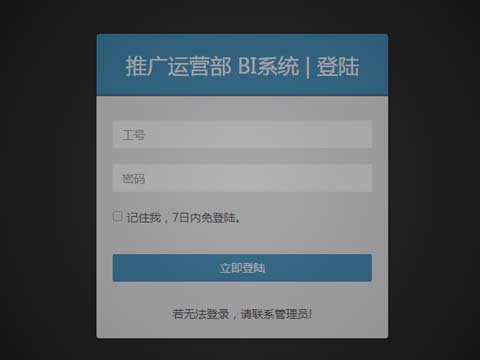 推广运营部 BI系统 | 登陆
工号
密码
记住我，7日内免登陆。
立即登陆
若无法登录，请联系管理员!